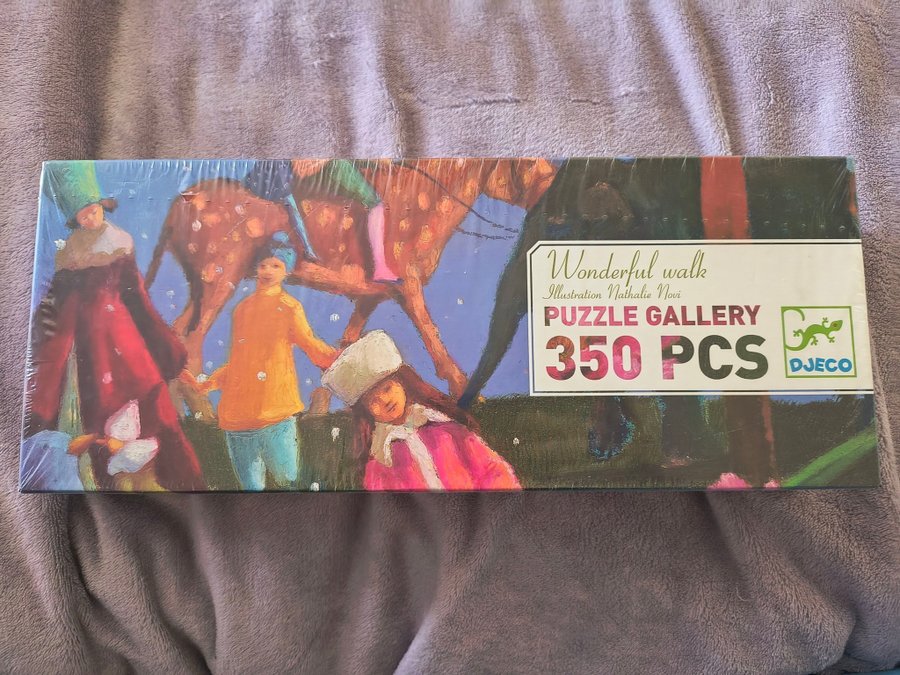 Wonderful walk
Illustration Nathalie Novi
PUZZLE GALLERY
350 PCS
DJECO